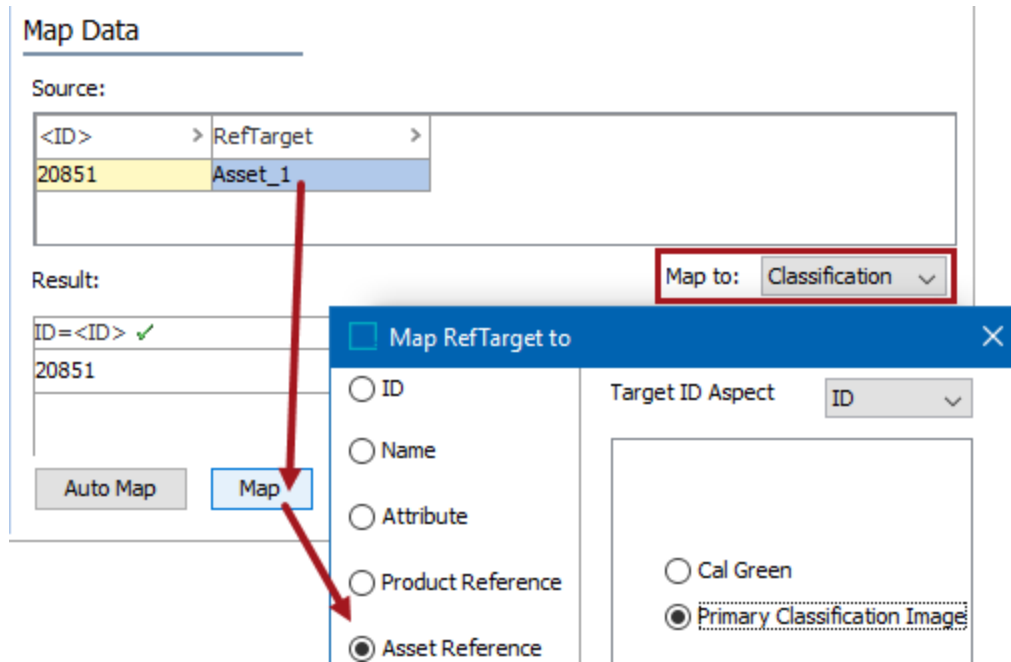 Map Data
Source:
<ID> > RefTarget >
20851 Asset_1
Result:
Map to: Classification
ID=<ID> ✓
20851
Auto Map Map
Map RefTarget to
ID
Name
Attribute
Product Reference
Asset Reference
Target ID Aspect ID
Cal Green
Primary Classification Image